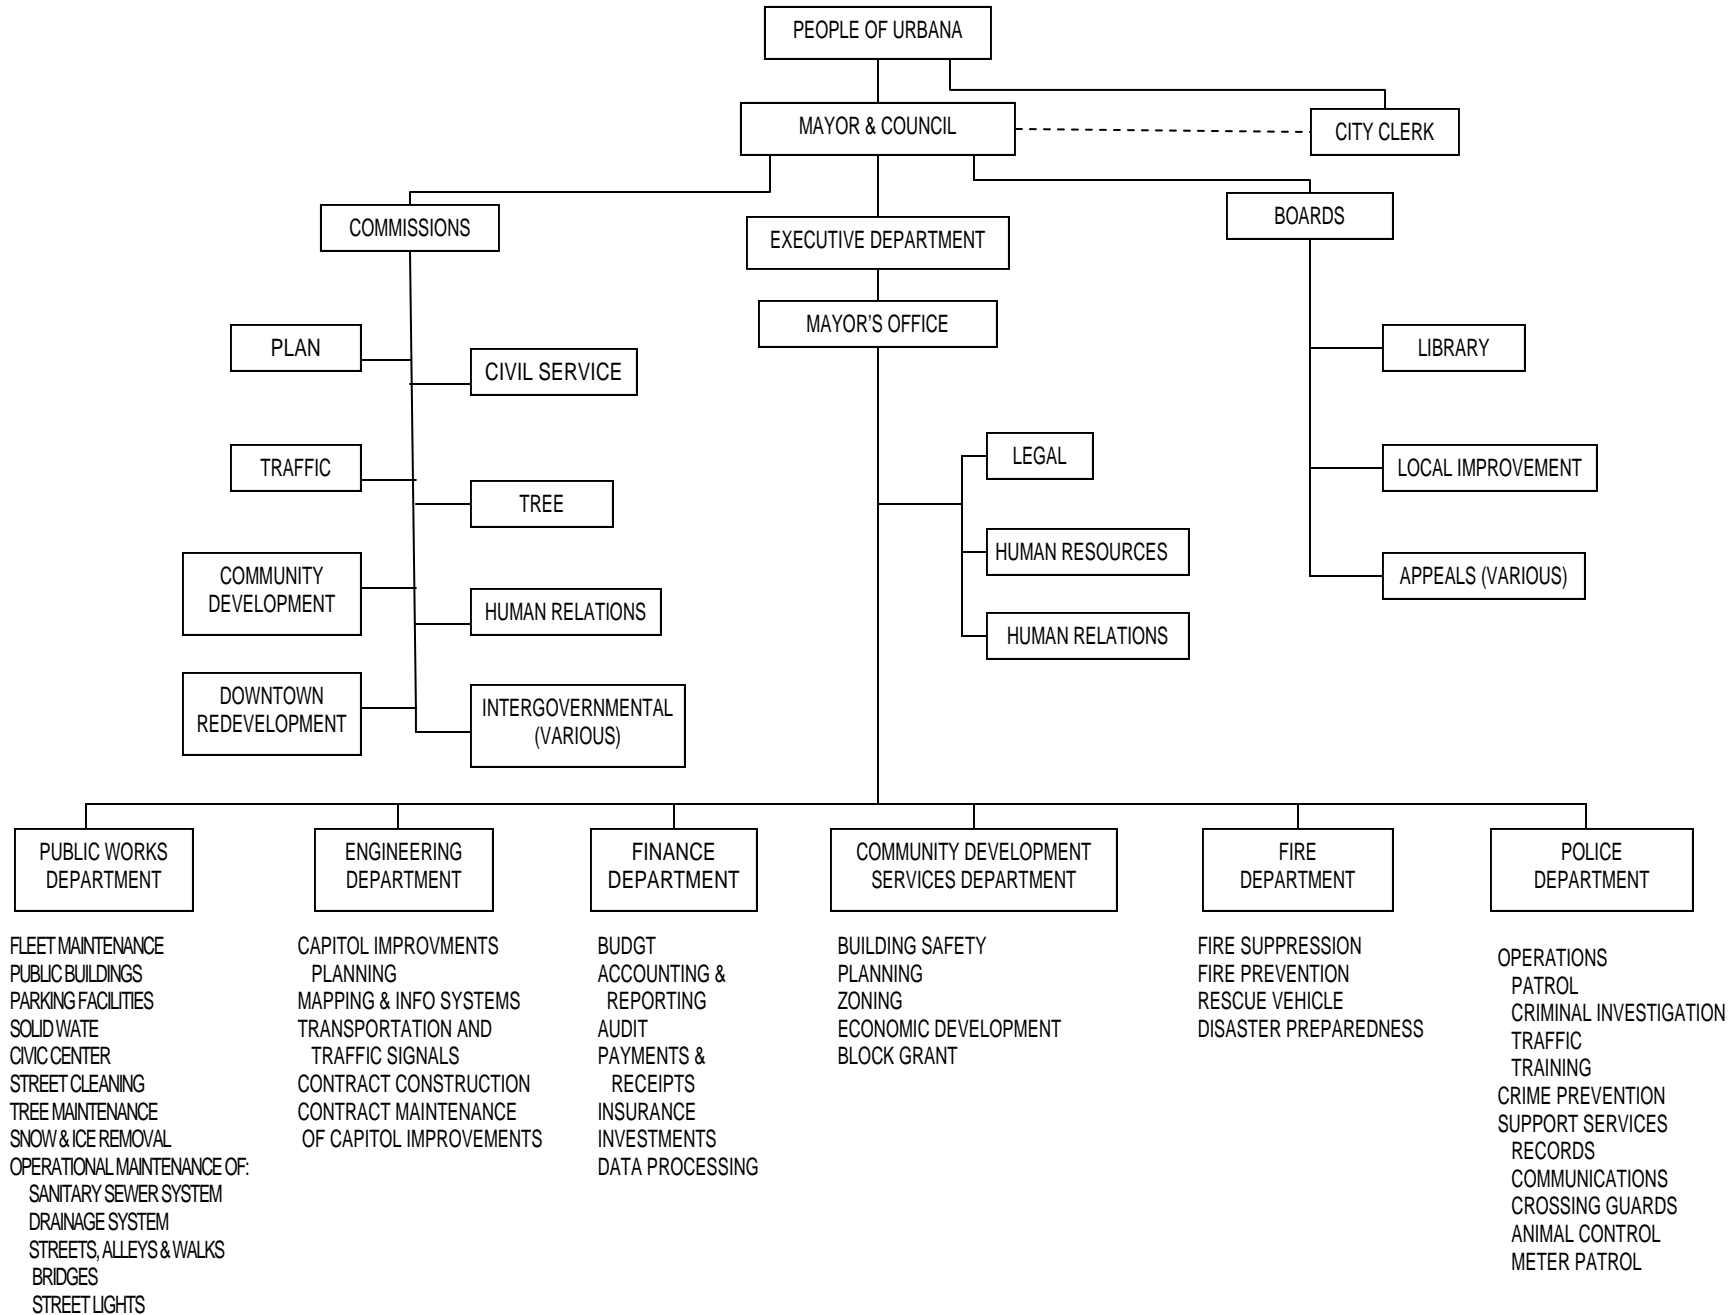 PEOPLE OF URBANA
MAYOR & COUNCIL
CITY CLERK
COMMISSIONS
EXECUTIVE DEPARTMENT
BOARDS
MAYOR'S OFFICE
PLAN
CIVIL SERVICE
TRAFFIC
TREE
COMMUNITY
DEVELOPMENT
HUMAN RELATIONS
DOWNTOWN
REDEVELOPMENT
INTERGOVERNMENTAL
(VARIOUS)
LEGAL
HUMAN RESOURCES
HUMAN RELATIONS
LIBRARY
LOCAL IMPROVEMENT
APPEALS (VARIOUS)
PUBLIC WORKS
DEPARTMENT
FLEET MAINTENANCE
PUBLIC BUILDINGS
PARKING FACILITIES
SOLID WATE
CIVIC CENTER
STREET CLEANING
TREE MAINTENANCE
SNOW & ICE REMOVAL
OPERATIONAL MAINTENANCE OF:
SANITARY SEWER SYSTEM
DRAINAGE SYSTEM
STREETS, ALLEYS & WALKS
BRIDGES
STREET LIGHTS
ENGINEERING
DEPARTMENT
CAPITOL IMPROVMENTS
PLANNING
MAPPING & INFO SYSTEMS
TRANSPORTATION AND
TRAFFIC SIGNALS
CONTRACT CONSTRUCTION
CONTRACT MAINTENANCE
OF CAPITOL IMPROVEMENTS
FINANCE
DEPARTMENT
BUDGT
ACCOUNTING &
REPORTING
AUDIT
PAYMENTS &
RECEIPTS
INSURANCE
INVESTMENTS
DATA PROCESSING
COMMUNITY DEVELOPMENT
SERVICES DEPARTMENT
BUILDING SAFETY
PLANNING
ZONING
ECONOMIC DEVELOPMENT
BLOCK GRANT
FIRE
DEPARTMENT
FIRE SUPPRESSION
FIRE PREVENTION
RESCUE VEHICLE
DISASTER PREPAREDNESS
POLICE
DEPARTMENT
OPERATIONS
PATROL
CRIMINAL INVESTIGATION
TRAFFIC
TRAINING
CRIME PREVENTION
SUPPORT SERVICES
RECORDS
COMMUNICATIONS
CROSSING GUARDS
ANIMAL CONTROL
METER PATROL